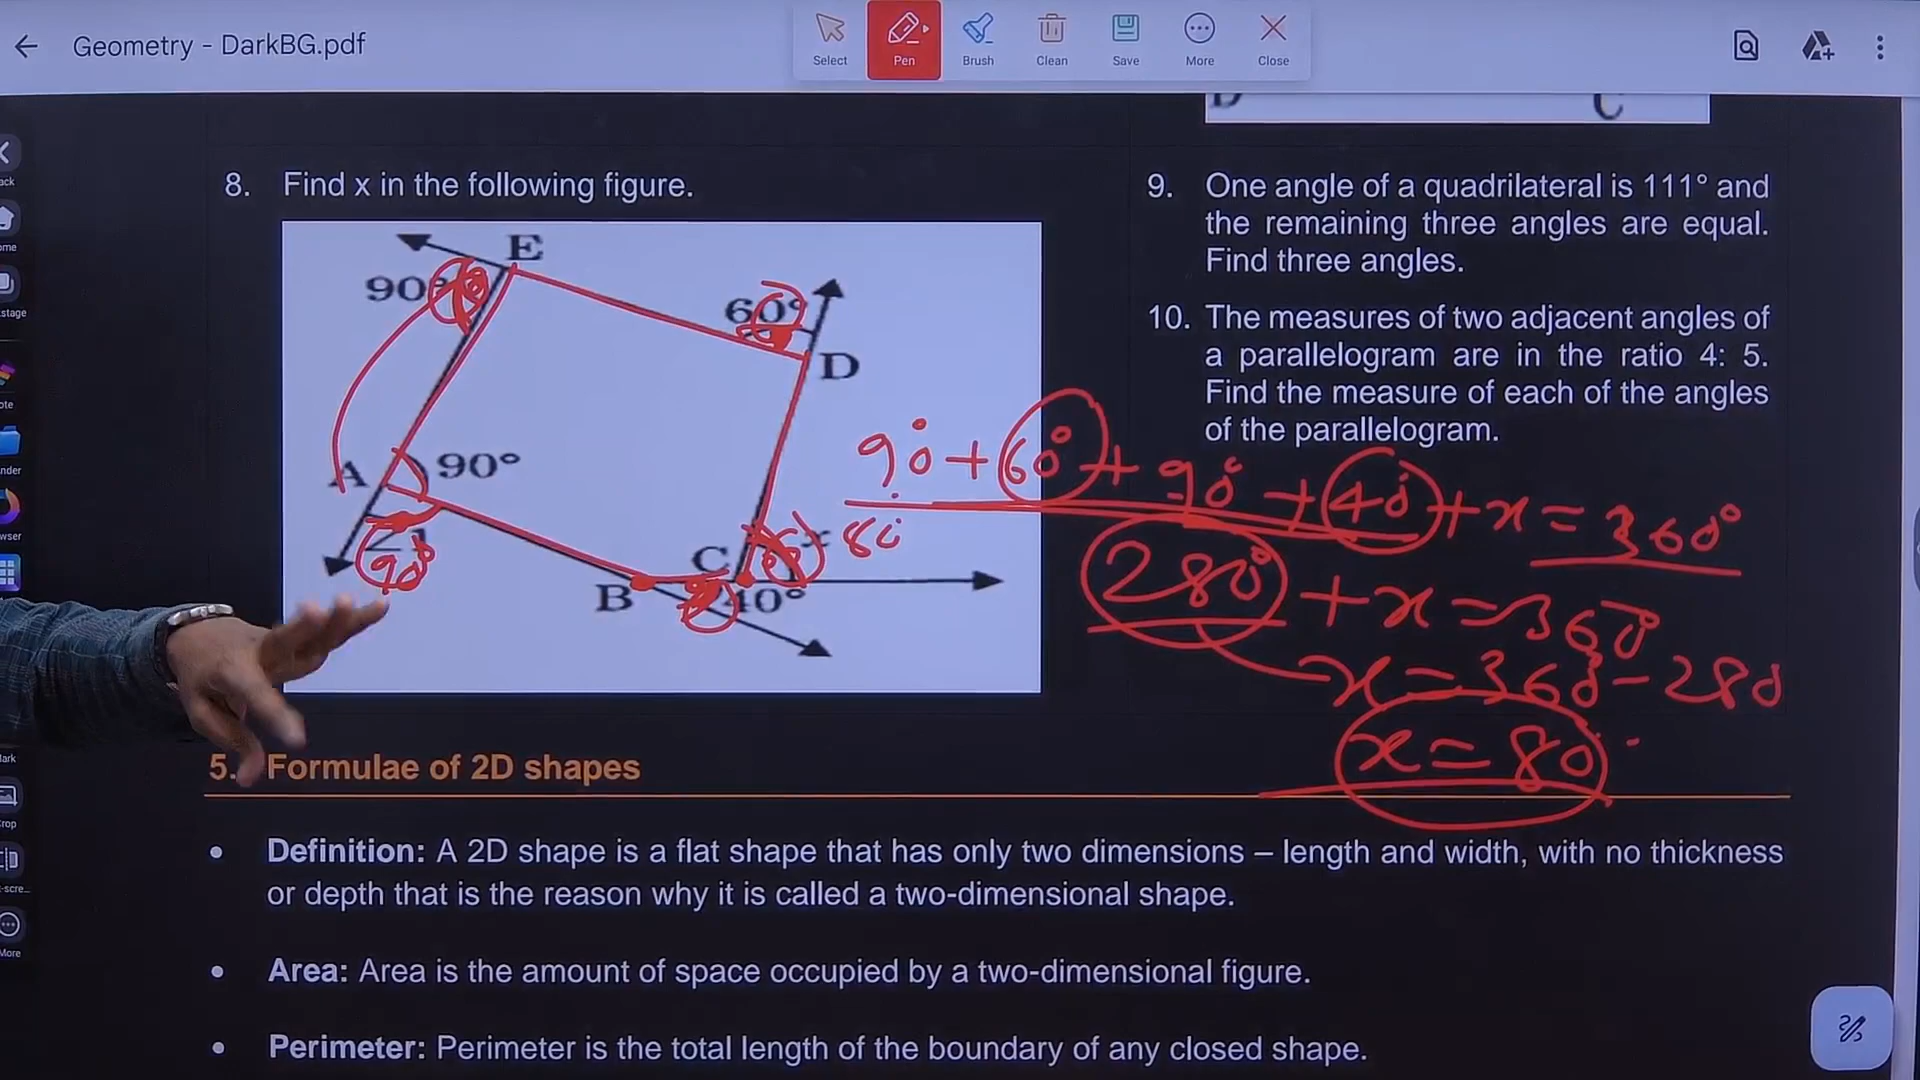 Geometry - DarkBG.pdf
Select
Pen
Brush
Clean
Save
More
Close
D C
8. Find x in the following figure.
E
90°
60°
D
A 90°
90°
C x 80°
B 40°
9. One angle of a quadrilateral is 111° and
the remaining three angles are equal.
Find three angles.
10. The measures of two adjacent angles of
a parallelogram are in the ratio 4: 5.
Find the measure of each of the angles
of the parallelogram.
90°+60°+90°+40°+x=360°
280°+x=360°
x=360°-280
x=80
5. Formulae of 2D shapes
• Definition: A 2D shape is a flat shape that has only two dimensions – length and width, with no thickness
or depth that is the reason why it is called a two-dimensional shape.
• Area: Area is the amount of space occupied by a two-dimensional figure.
• Perimeter: Perimeter is the total length of the boundary of any closed shape.
More